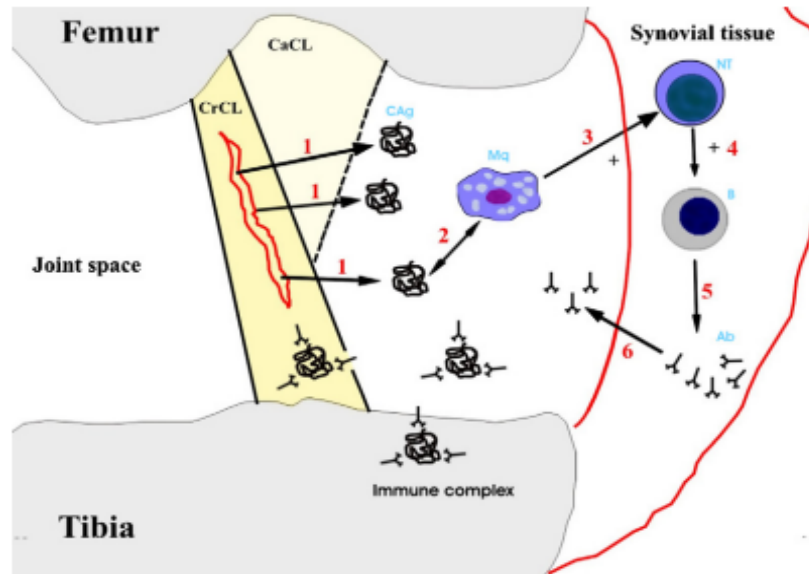 Femur
CaCL
Synovial tissue
NT
CrCL
CAg
1
3
+
+ 4
Mq
1
B
2
Joint space
1
5
Ab
6
Immune complex
Tibia